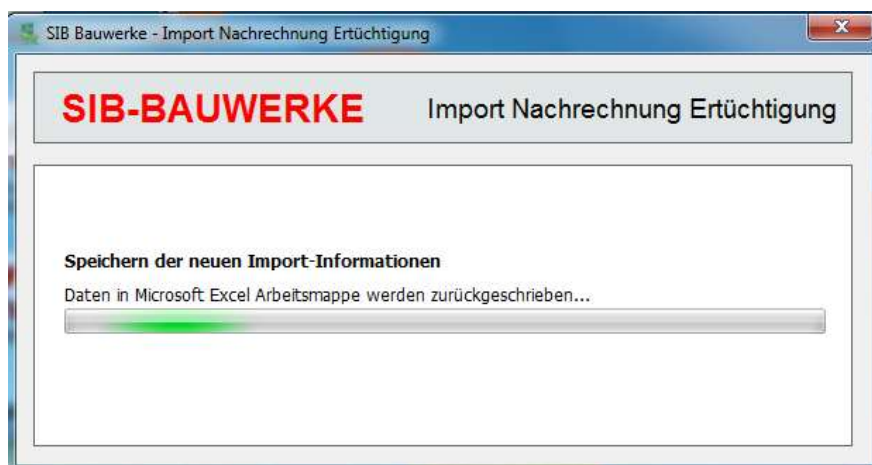 SIB Bauwerke - Import Nachrechnung Ertüchtigung
SIB-BAUWERKE Import Nachrechnung Ertüchtigung
Speichern der neuen Import-Informationen
Daten in Microsoft Excel Arbeitsmappe werden zurückgeschrieben...